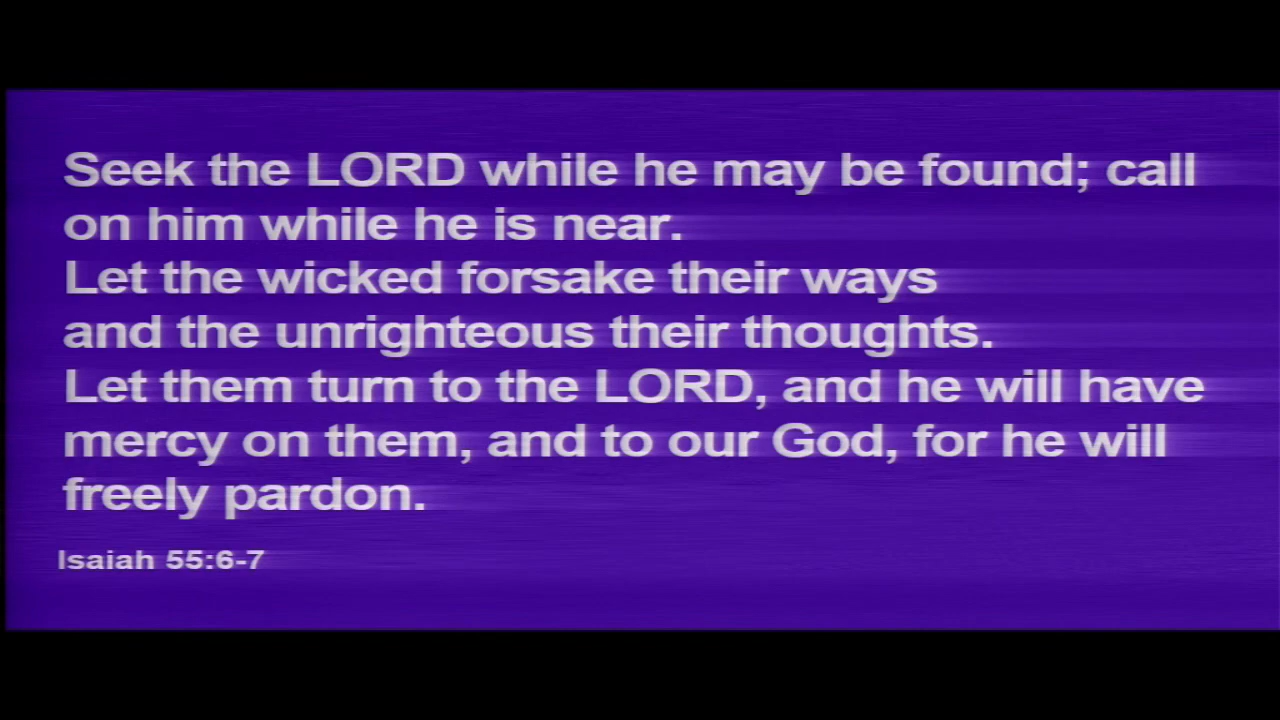 Seek the LORD while he may be found; call
on him while he is near.
Let the wicked forsake their ways
and the unrighteous their thoughts.
Let them turn to the LORD, and he will have
mercy on them, and to our God, for he will
freely pardon.
Isaiah 55:6-7